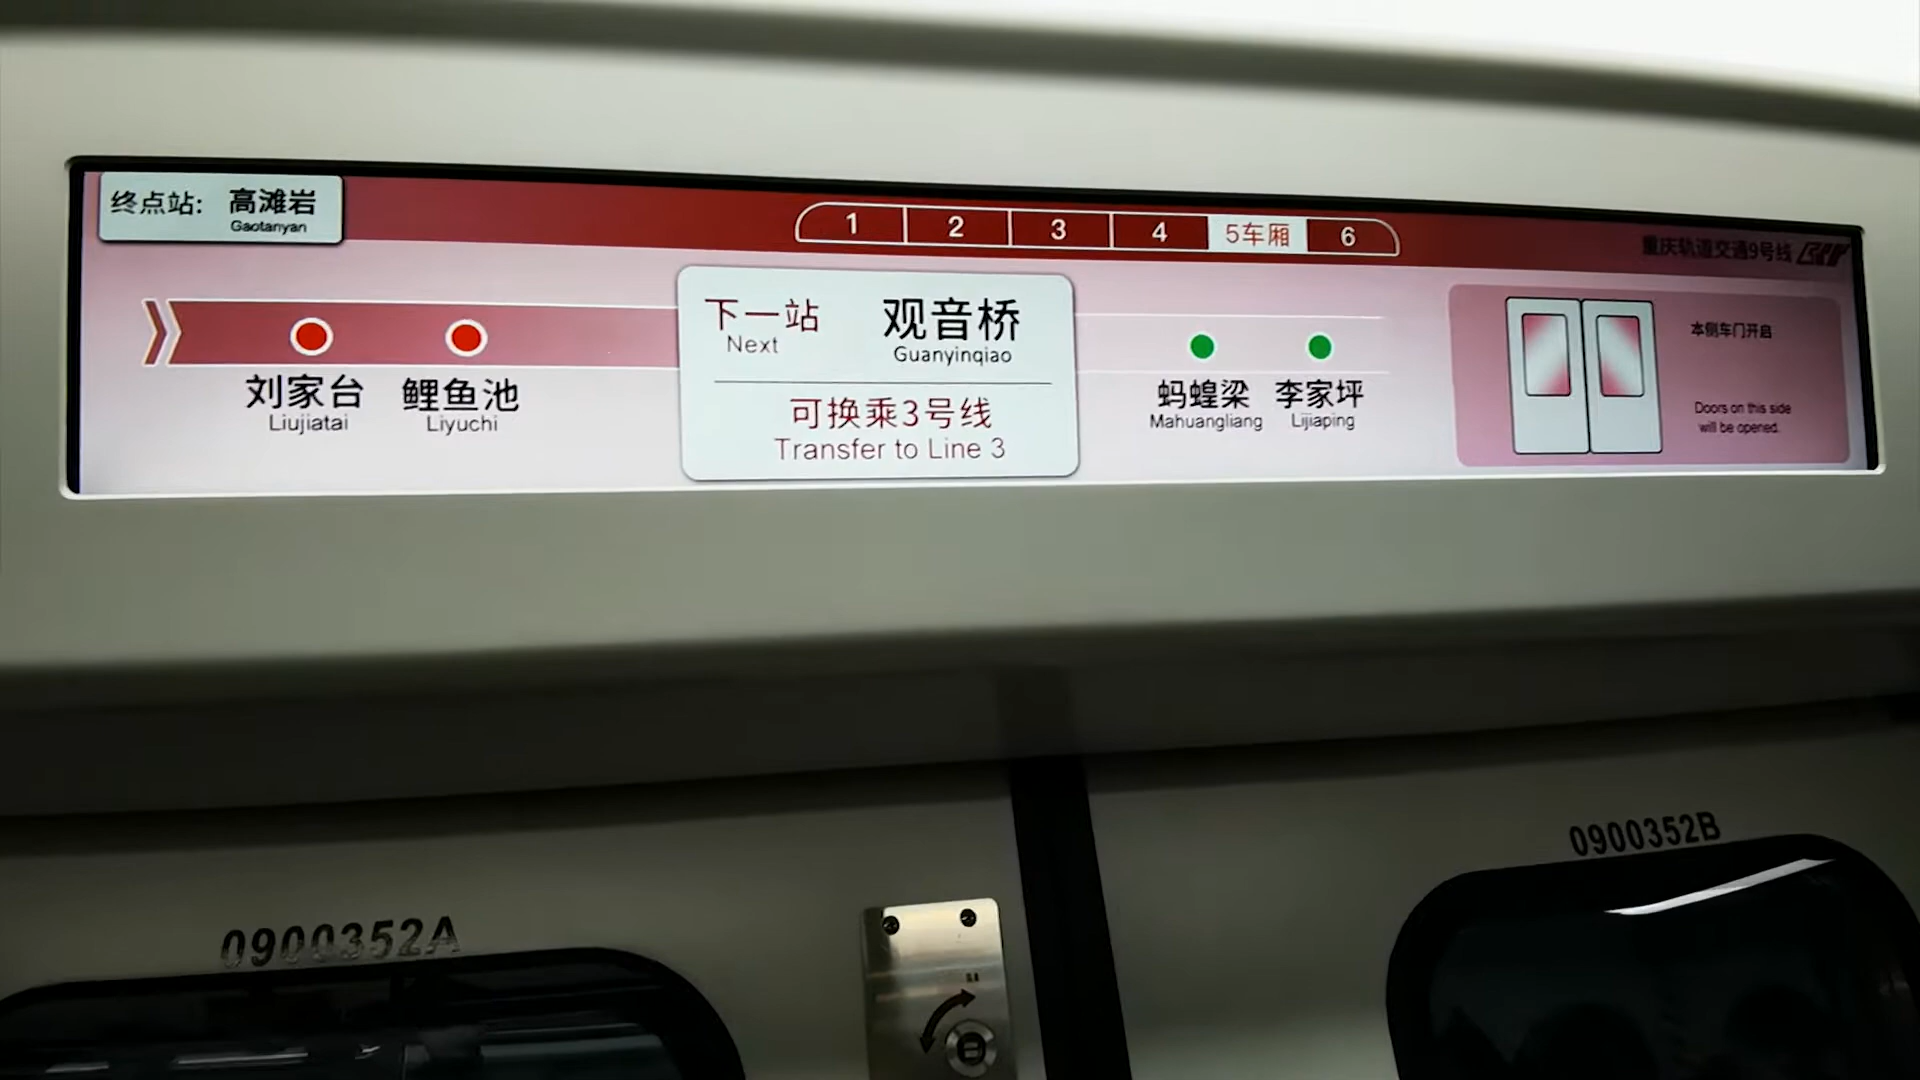 终点站: 高滩岩
Gaotanyan
1 2 3 4 5车厢 6
重庆轨道交通9号线
刘家台
Liujiatai
鲤鱼池
Liyuchi
下一站 观音桥
Next Guanyinqiao
可换乘3号线
Transfer to Line 3
蚂蝗梁
Mahuangliang
李家坪
Lijiaping
本侧车门开启
Doors on this side
will be opened.
0900352A
0900352B